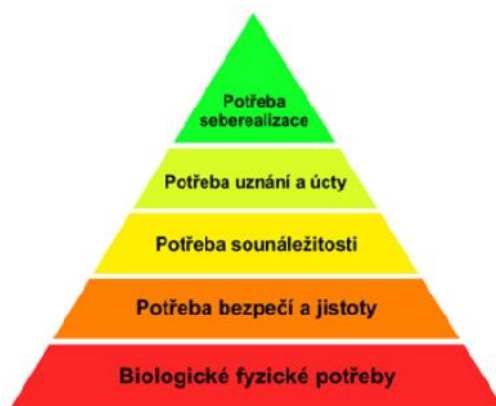 Potřeba
seberealizace
Potřeba uznání a úcty
Potřeba sounáležitosti
Potřeba bezpečí a jistoty
Biologické fyzické potřeby